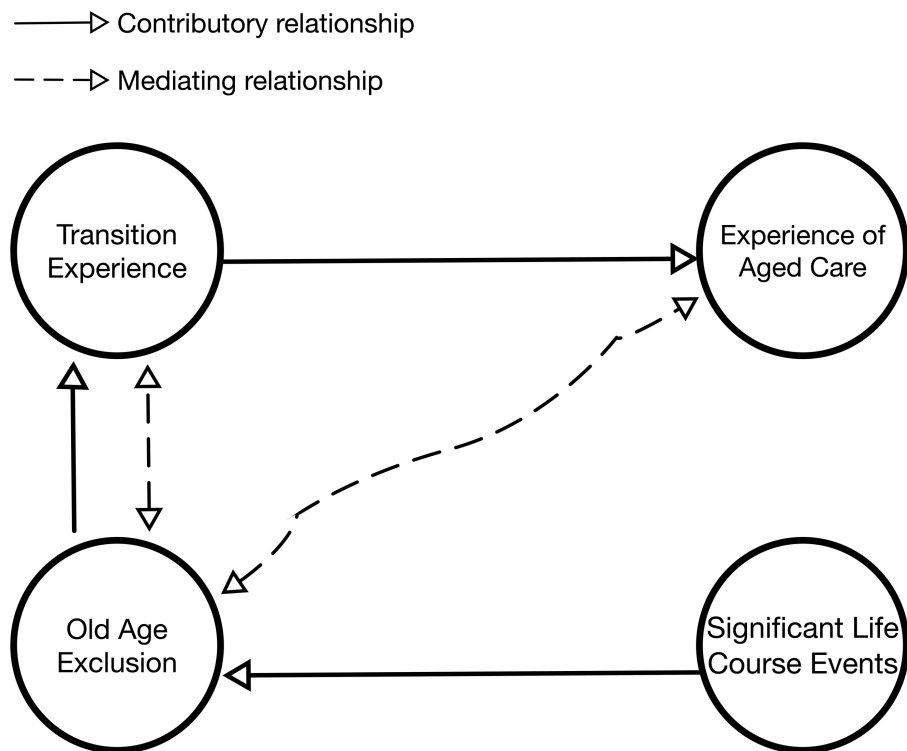 Contributory relationship
Mediating relationship
Transition
Experience
Experience of
Aged Care
Old Age
Exclusion
Significant Life
Course Events